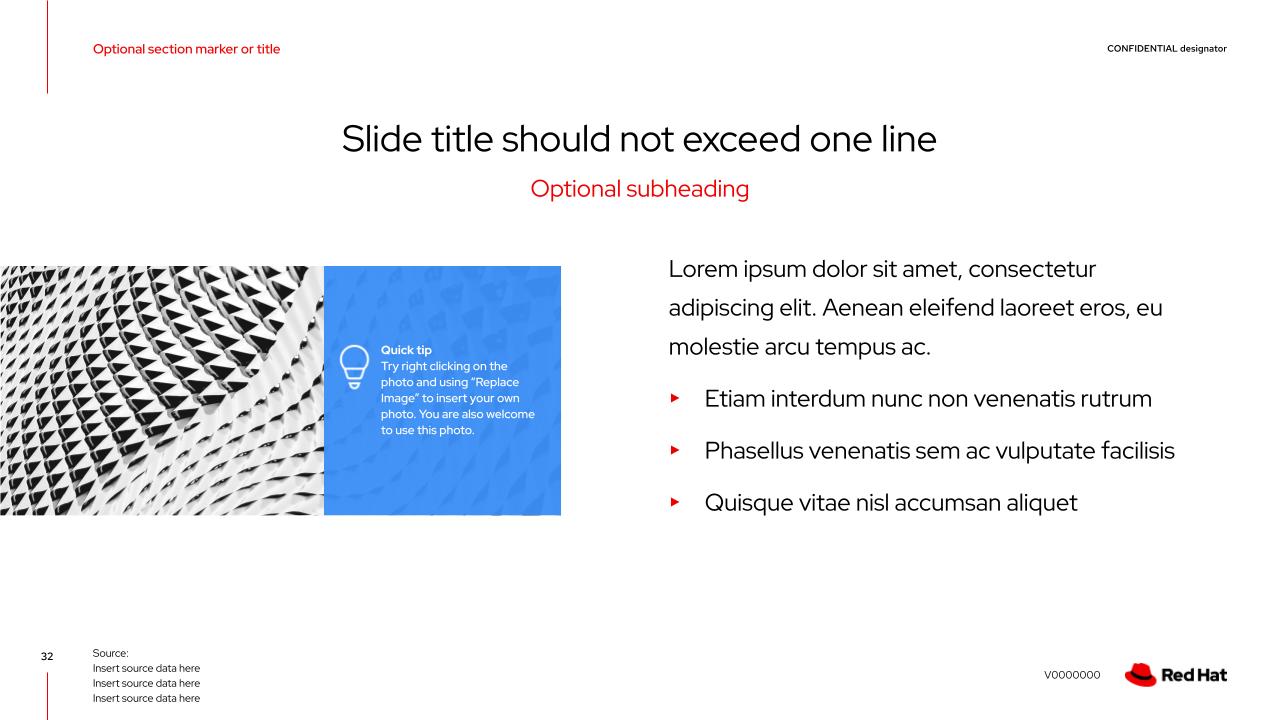 Optional section marker or title
CONFIDENTIAL designator
Slide title should not exceed one line
Optional subheading
Quick tip
Try right clicking on the
photo and using “Replace
Image” to insert your own
photo. You are also welcome
to use this photo.
Lorem ipsum dolor sit amet, consectetur
adipiscing elit. Aenean eleifend laoreet eros, eu
molestie arcu tempus ac.
▸ Etiam interdum nunc non venenatis rutrum
▸ Phasellus venenatis sem ac vulputate facilisis
▸ Quisque vitae nisl accumsan aliquet
32
Source:
Insert source data here
Insert source data here
Insert source data here
V0000000
Red Hat